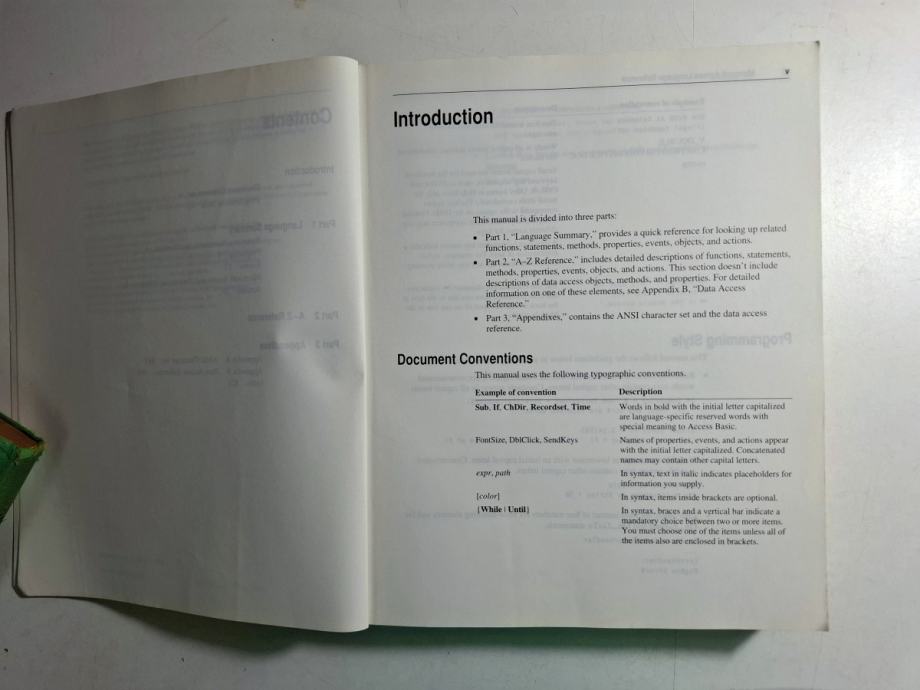 v
Introduction
This manual is divided into three parts:
• Part 1, “Language Summary,” provides a quick reference for looking up related
functions, statements, methods, properties, events, objects, and actions.
• Part 2, “A–Z Reference,” includes detailed descriptions of functions, statements,
methods, properties, events, objects, and actions. This section doesn’t include
descriptions of data access objects, methods, and properties. For detailed
information on one of these elements, see Appendix B, “Data Access
Reference.”
• Part 3, “Appendixes,” contains the ANSI character set and the data access
reference.
Document Conventions
This manual uses the following typographic conventions.
Example of convention Description
Sub, If, ChDir, Recordset, Time Words in bold with the initial letter capitalized
are language-specific reserved words with
special meaning to Access Basic.
FontSize, DblClick, SendKeys Names of properties, events, and actions appear
with the initial letter capitalized. Concatenated
names may contain other capital letters.
expr, path In syntax, text in italic indicates placeholders for
information you supply.
[color] In syntax, items inside brackets are optional.
{While | Until} In syntax, braces and a vertical bar indicate a
mandatory choice between two or more items.
You must choose one of the items unless all of
the items also are enclosed in brackets.